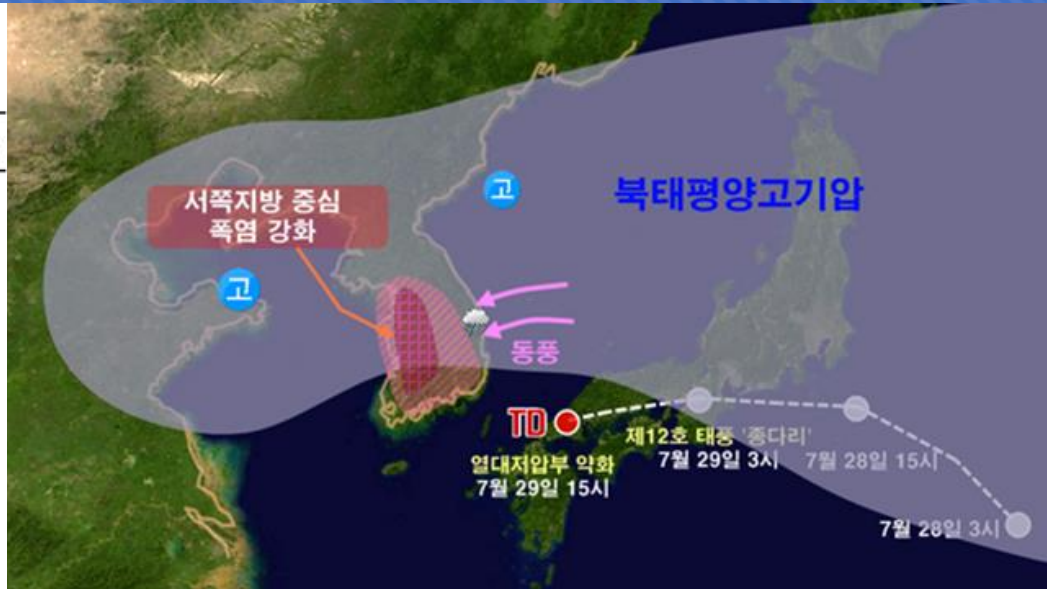 서쪽지방 중심
폭염 강화
고
북태평양고기압
고
동풍
TD
열대저압부 약화
7월 29일 15시
제12호 태풍 '종다리'
7월 29일 3시
7월 28일 15시
7월 28일 3시